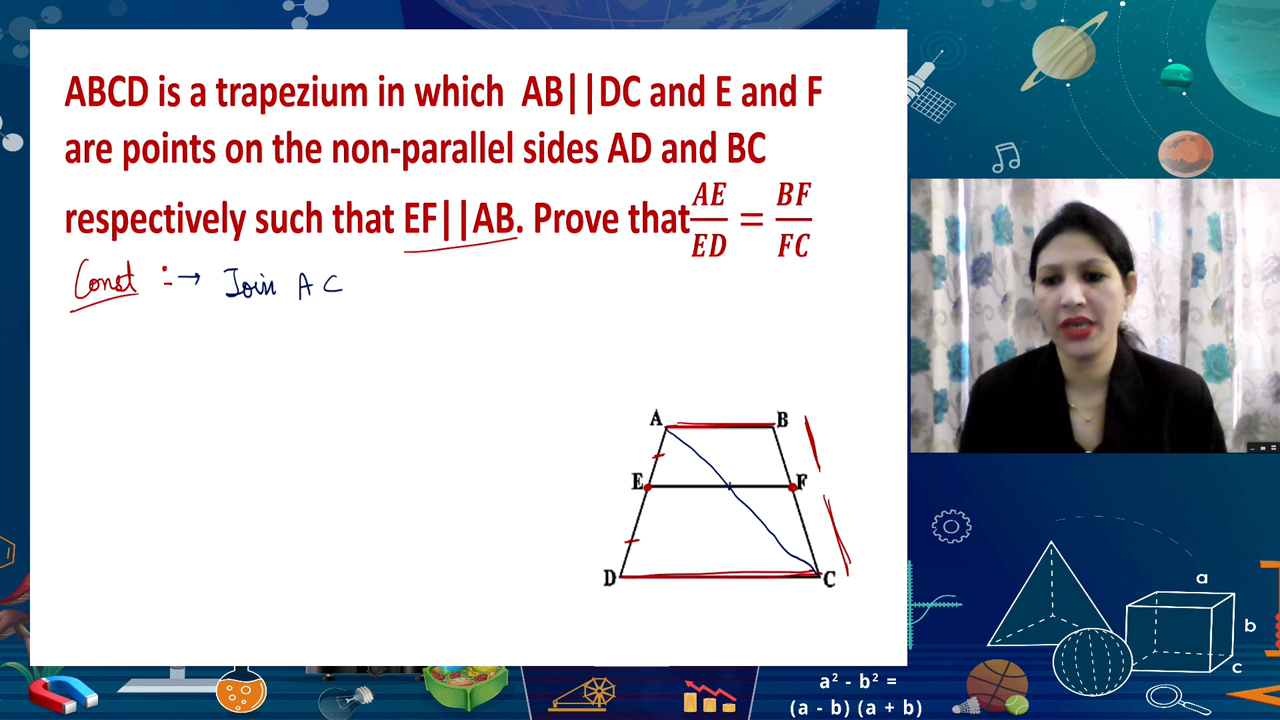 ABCD is a trapezium in which AB||DC and E and F
are points on the non-parallel sides AD and BC
respectively such that EF||AB. Prove that AE/ED = BF/FC
Const :→ Join AC
A B
E F
D C
a
b
c
a² - b² =
(a - b) (a + b)